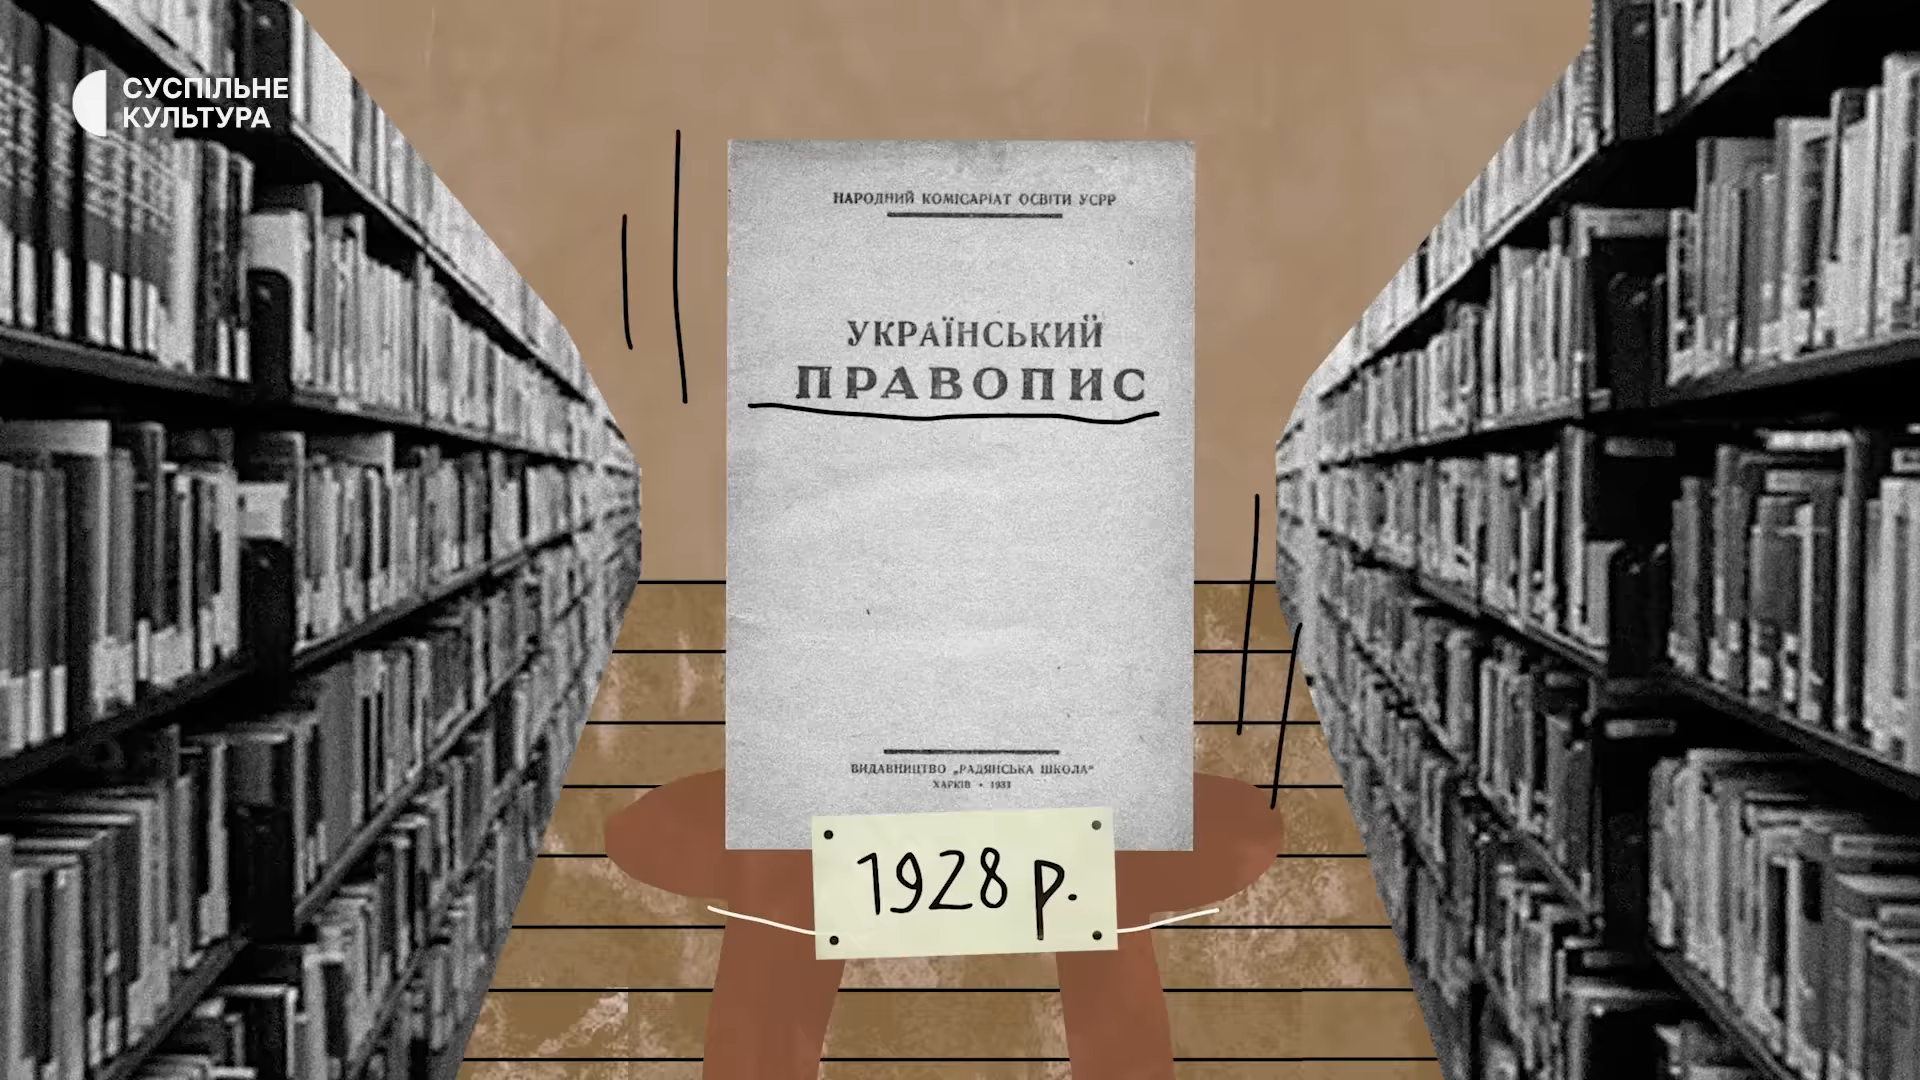 СУСПІЛЬНЕ
КУЛЬТУРА
НАРОДНИЙ КОМІСАРІАТ ОСВІТИ УСРР
УКРАЇНСЬКИЙ
ПРАВОПИС
ВИДАВНИЦТВО „РАДЯНСЬКА ШКОЛА"
ХАРКІВ • 1933
1928 р.